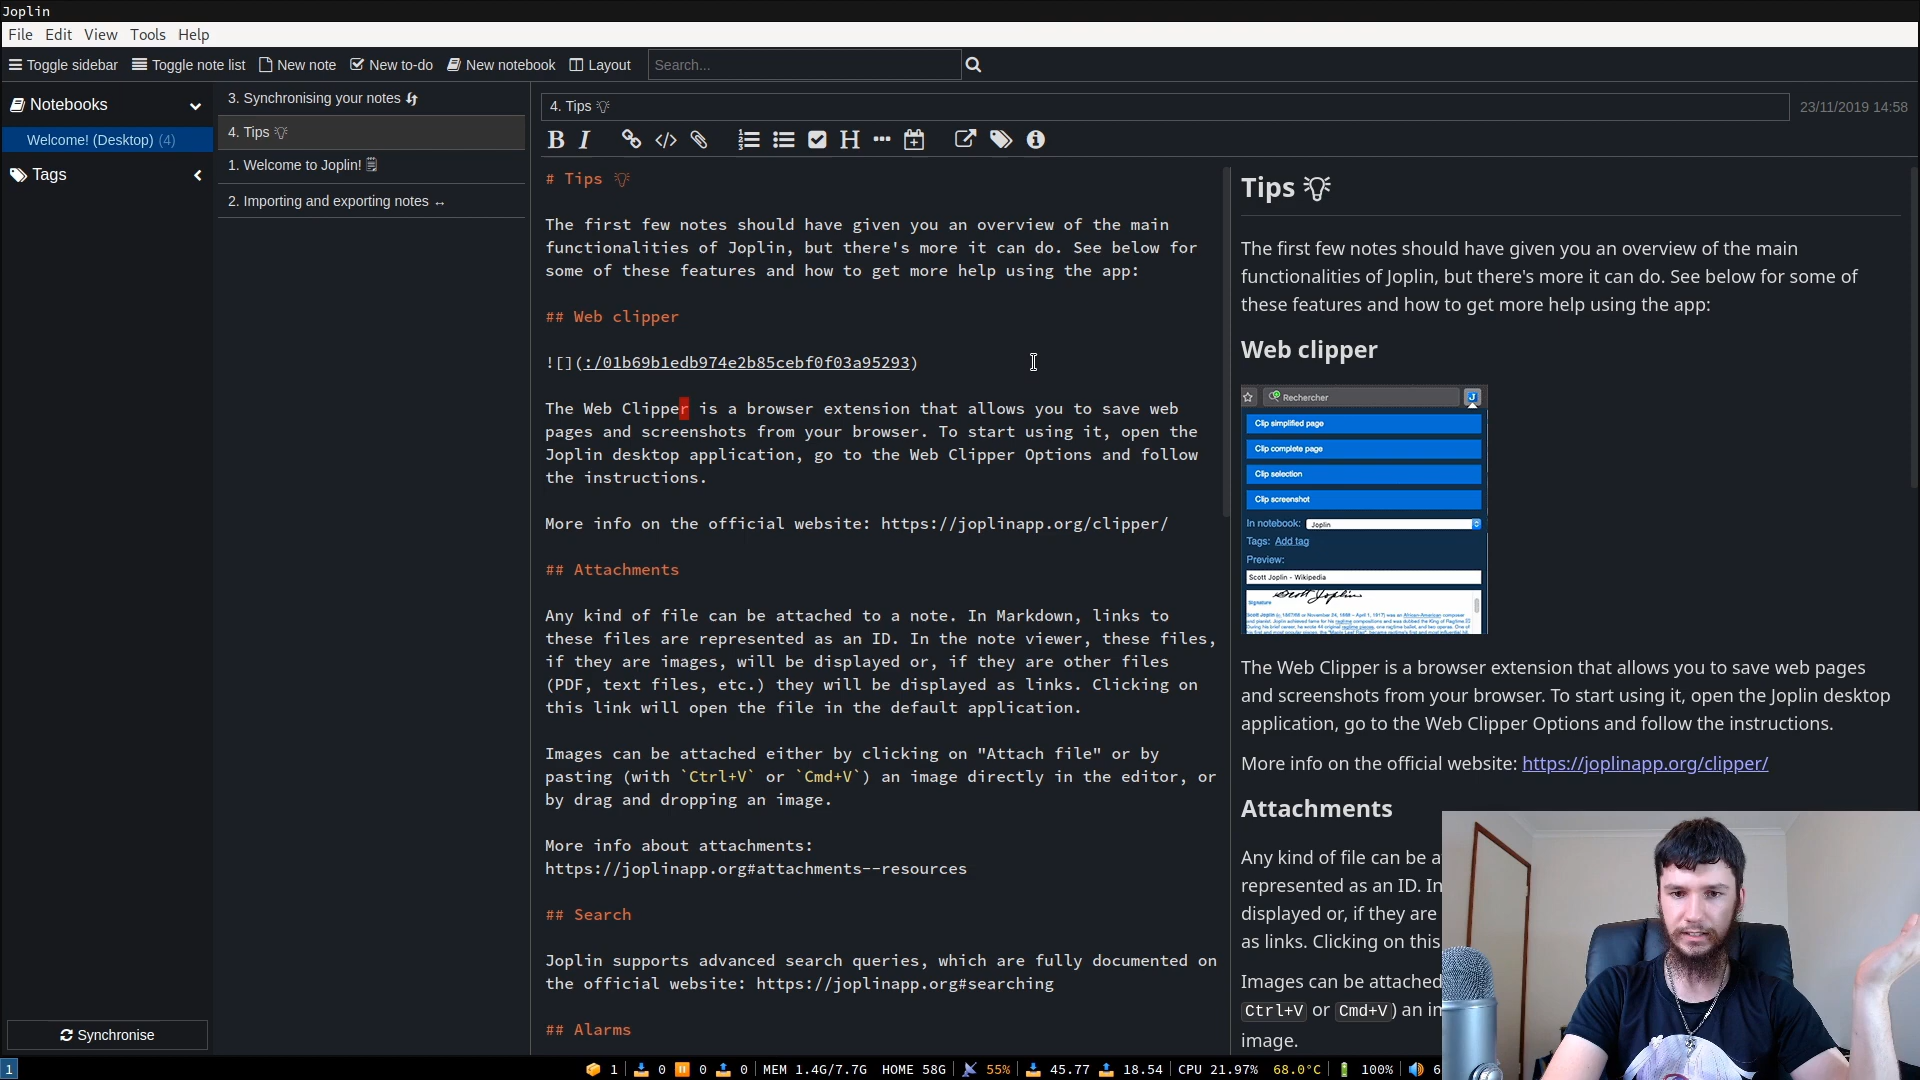 Joplin
File Edit View Tools Help
Toggle sidebar Toggle note list New note New to-do New notebook Layout Search...
Notebooks
Welcome! (Desktop) (4)
Tags
Synchronise
3. Synchronising your notes
4. Tips
1. Welcome to Joplin!
2. Importing and exporting notes ↔
4. Tips
23/11/2019 14:58
B I H
# Tips
The first few notes should have given you an overview of the main
functionalities of Joplin, but there's more it can do. See below for
some of these features and how to get more help using the app:
## Web clipper
![](:/01b69b1edb974e2b85cebf0f03a95293)
The Web Clipper is a browser extension that allows you to save web
pages and screenshots from your browser. To start using it, open the
Joplin desktop application, go to the Web Clipper Options and follow
the instructions.
More info on the official website: https://joplinapp.org/clipper/
## Attachments
Any kind of file can be attached to a note. In Markdown, links to
these files are represented as an ID. In the note viewer, these files,
if they are images, will be displayed or, if they are other files
(PDF, text files, etc.) they will be displayed as links. Clicking on
this link will open the file in the default application.
Images can be attached either by clicking on "Attach file" or by
pasting (with `Ctrl+V` or `Cmd+V`) an image directly in the editor, or
by drag and dropping an image.
More info about attachments:
https://joplinapp.org#attachments--resources
## Search
Joplin supports advanced search queries, which are fully documented on
the official website: https://joplinapp.org#searching
## Alarms
Tips
The first few notes should have given you an overview of the main
functionalities of Joplin, but there's more it can do. See below for some of
these features and how to get more help using the app:
Web clipper
Rechercher
Clip simplified page
Clip complete page
Clip selection
Clip screenshot
In notebook: Joplin
Tags: Add tag
Preview:
Scott Joplin - Wikipedia
Signature Scott Joplin
The Web Clipper is a browser extension that allows you to save web pages
and screenshots from your browser. To start using it, open the Joplin desktop
application, go to the Web Clipper Options and follow the instructions.
More info on the official website: https://joplinapp.org/clipper/
Attachments
Any kind of file can be a
represented as an ID. In
displayed or, if they are
as links. Clicking on this
Images can be attached
Ctrl+V or Cmd+V) an in
image.
1 1 0 0 0 MEM 1.4G/7.7G HOME 58G 55% 45.77 18.54 CPU 21.97% 68.0°C 100% 6